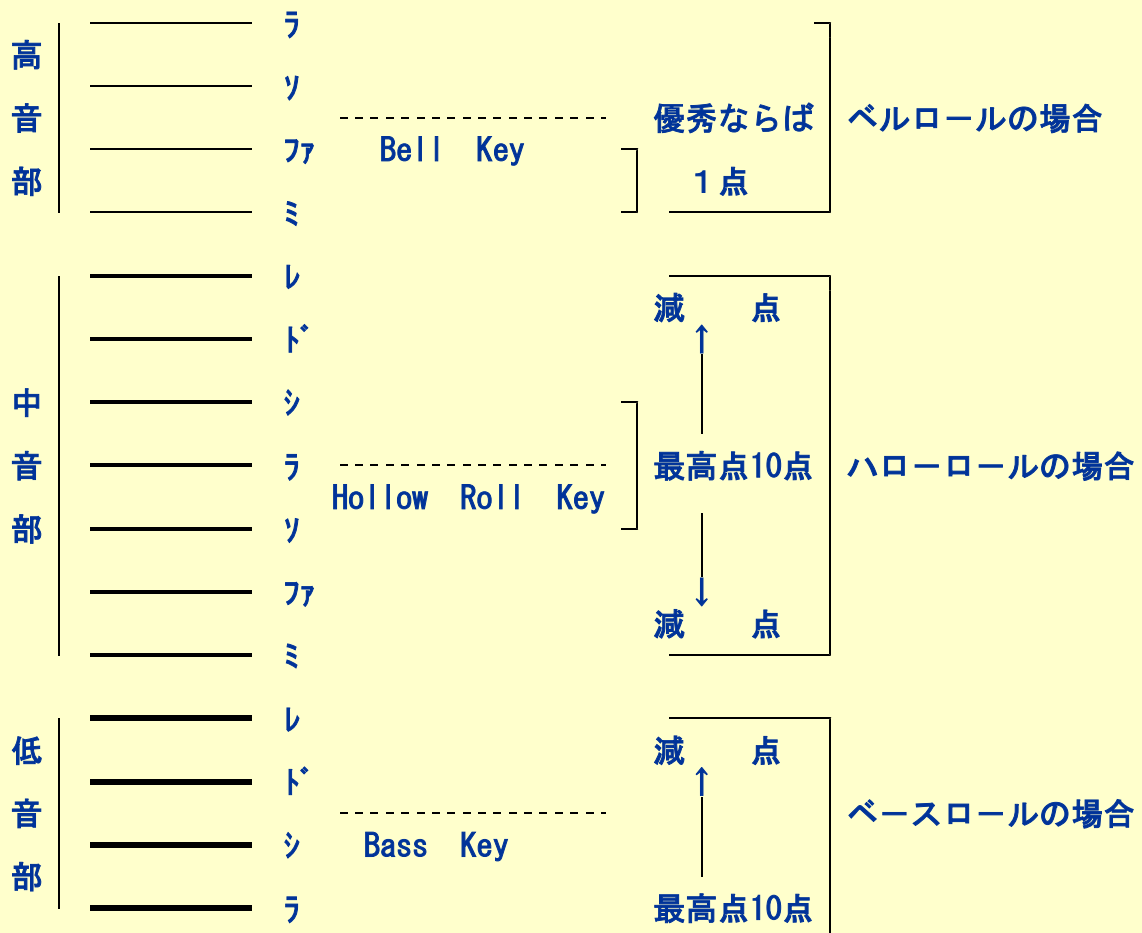 ﾗ
高
ｿ
音 優秀ならば ベルロールの場合
ﾌｧ Bell Key
部 １点
ﾐ
ﾚ
減 点
↑
ﾄﾞ
中 ｼ
音 ﾗ 最高点10点 ハローロールの場合
Hollow Roll Key
部 ｿ
ﾌｧ
↓
減 点
ﾐ
ﾚ
低 減 点
↑
ﾄﾞ
音 ベースロールの場合
ｼ Bass Key
部
ﾗ 最高点10点